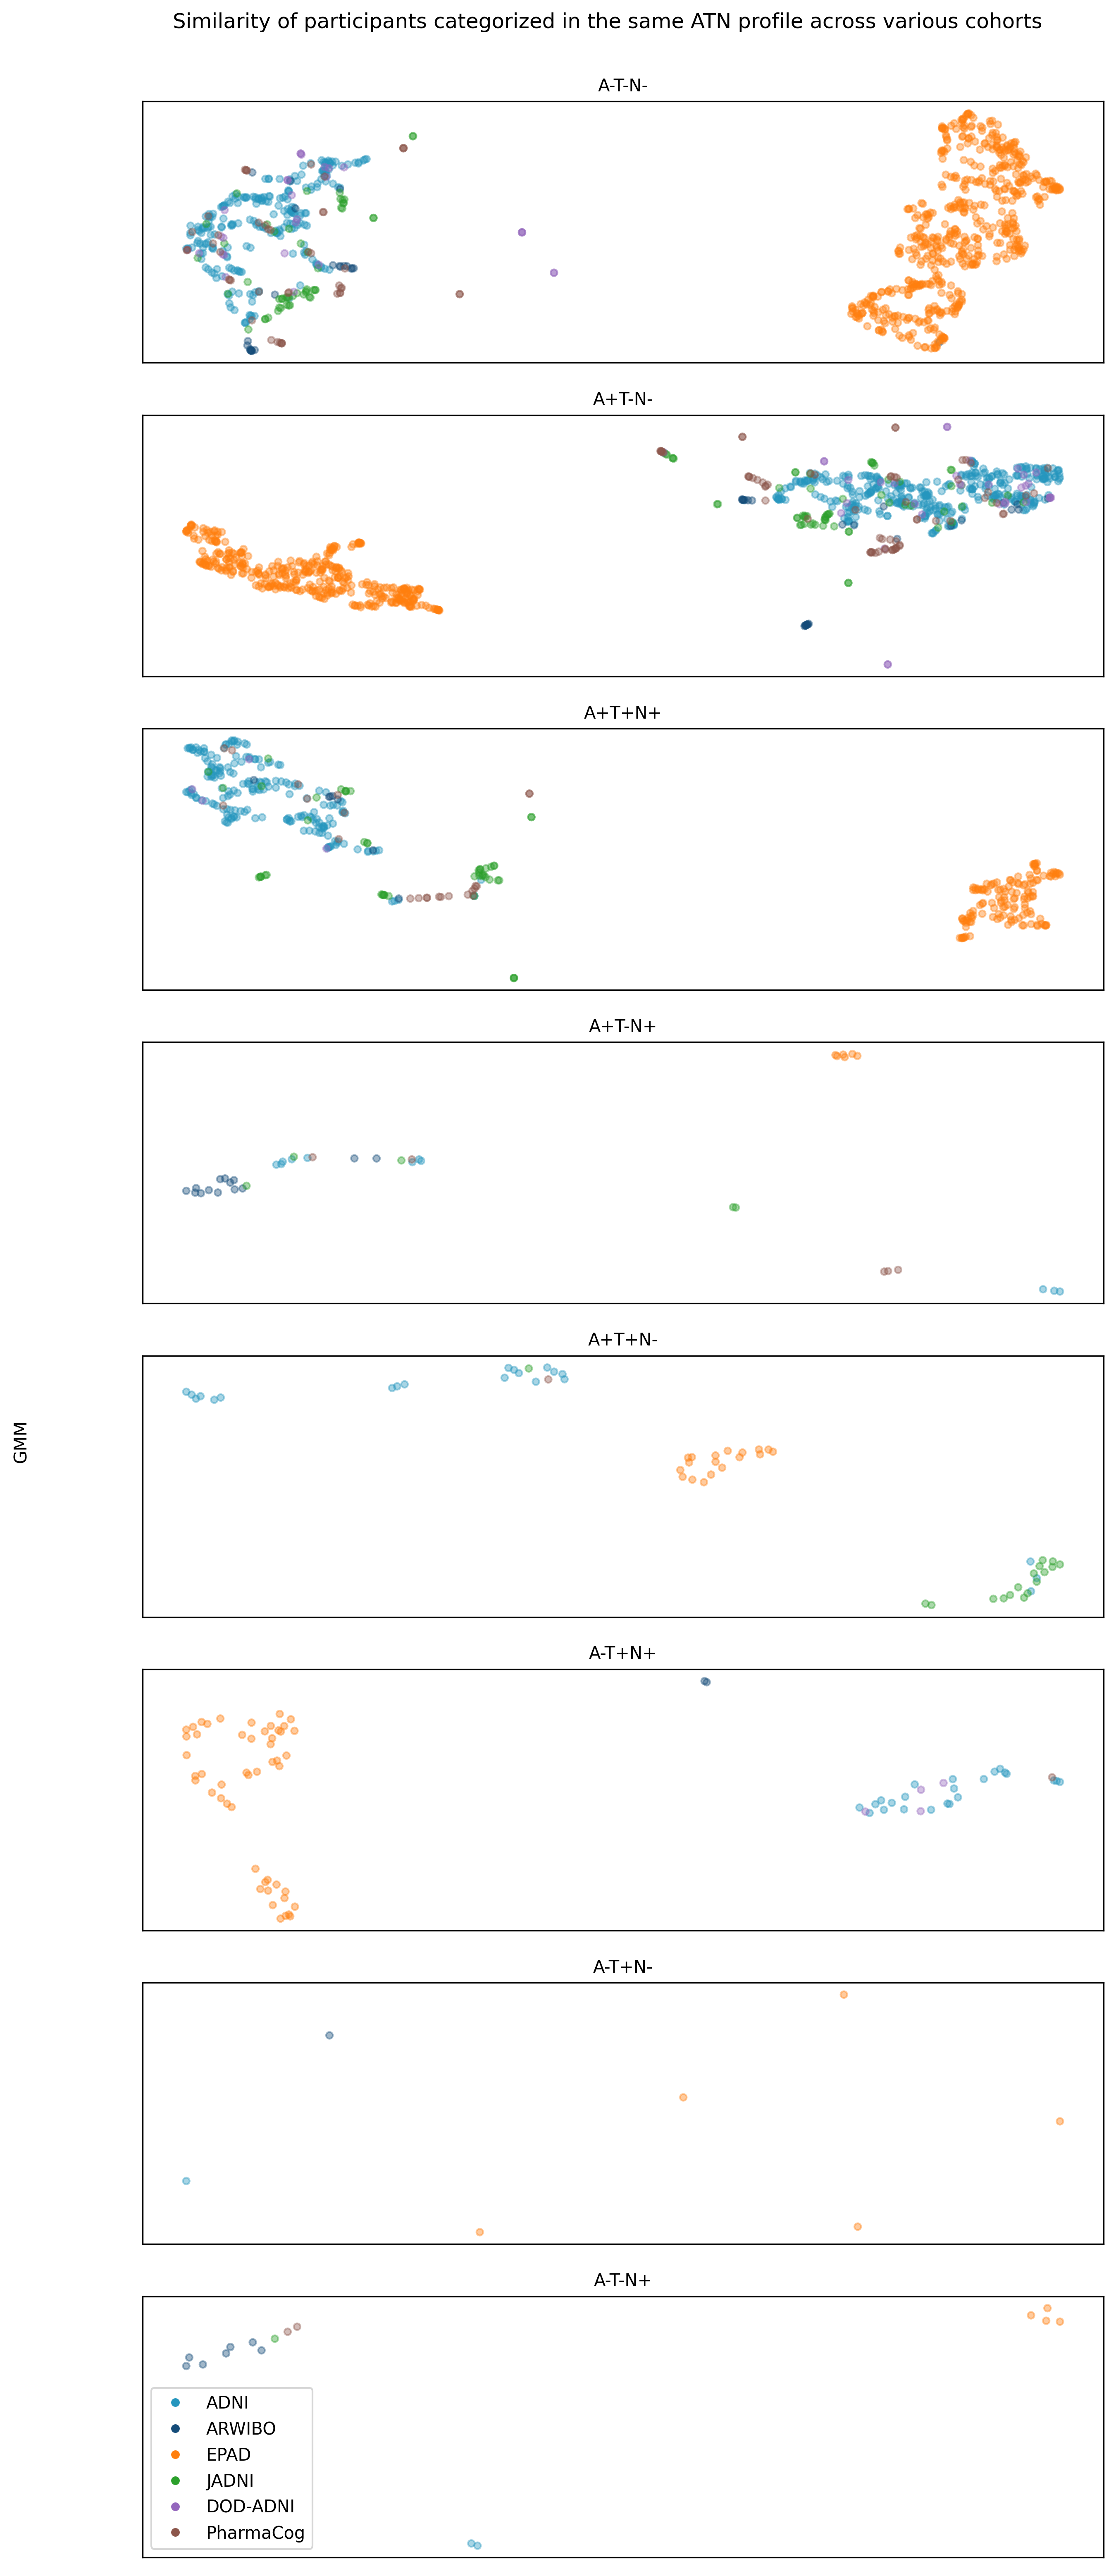 Similarity of participants categorized in the same ATN profile across various cohorts
A-T-N-
A+T-N-
A+T+N+
A+T-N+
A+T+N-
GMM
A-T+N+
A-T+N-
A-T-N+
ADNI
ARWIBO
EPAD
JADNI
DOD-ADNI
PharmaCog